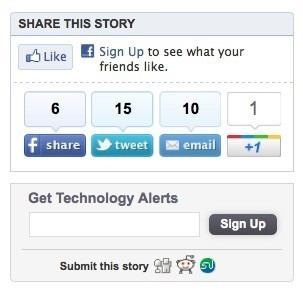 SHARE THIS STORY
Like
Sign Up to see what your
friends like.
6 15 10 1
share tweet email +1
Get Technology Alerts
Sign Up
Submit this story